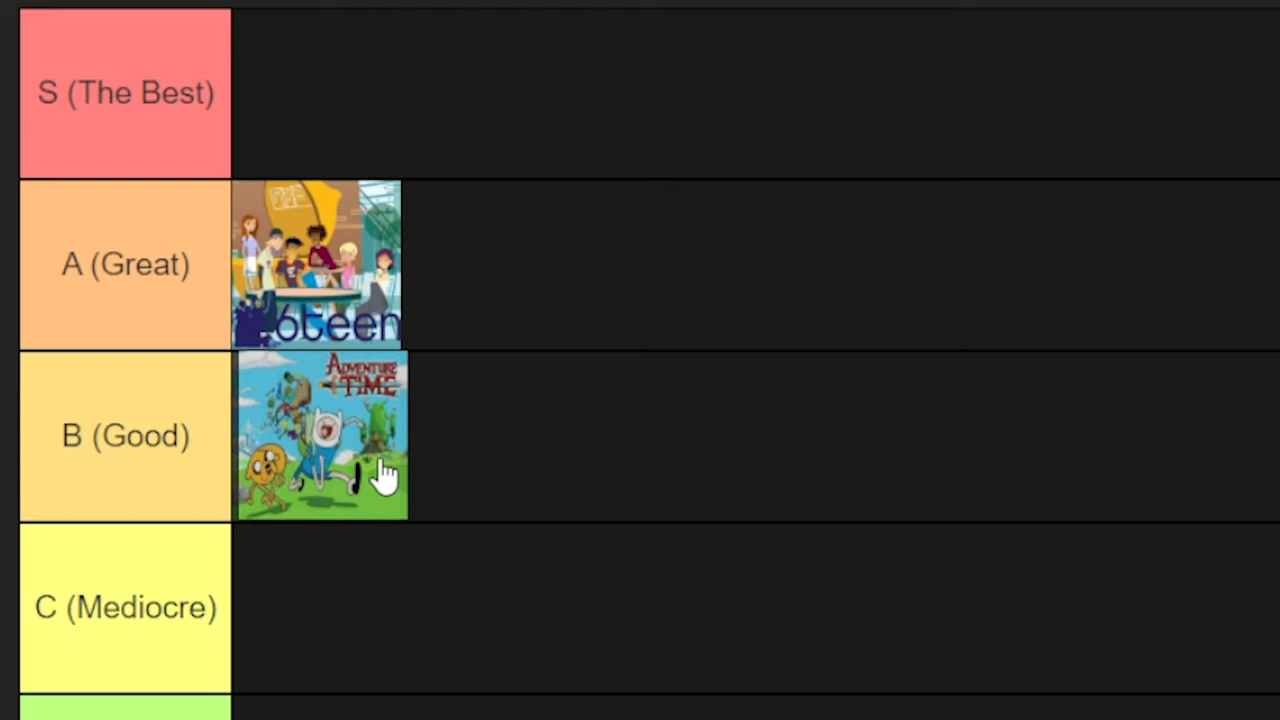 S (The Best)
A (Great)
6teen
B (Good)
ADVENTURE
TIME
C (Mediocre)